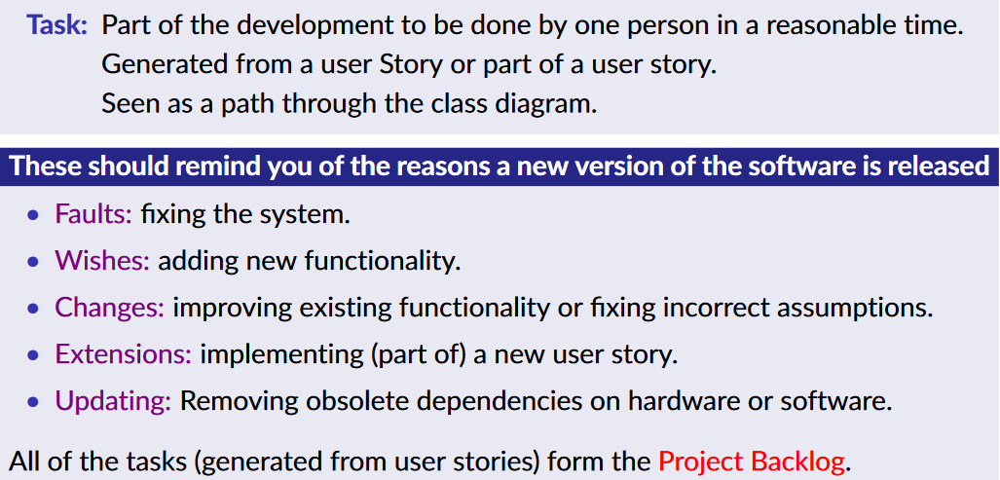 Task: Part of the development to be done by one person in a reasonable time.
Generated from a user Story or part of a user story.
Seen as a path through the class diagram.
These should remind you of the reasons a new version of the software is released
• Faults: fixing the system.
• Wishes: adding new functionality.
• Changes: improving existing functionality or fixing incorrect assumptions.
• Extensions: implementing (part of) a new user story.
• Updating: Removing obsolete dependencies on hardware or software.
All of the tasks (generated from user stories) form the Project Backlog.